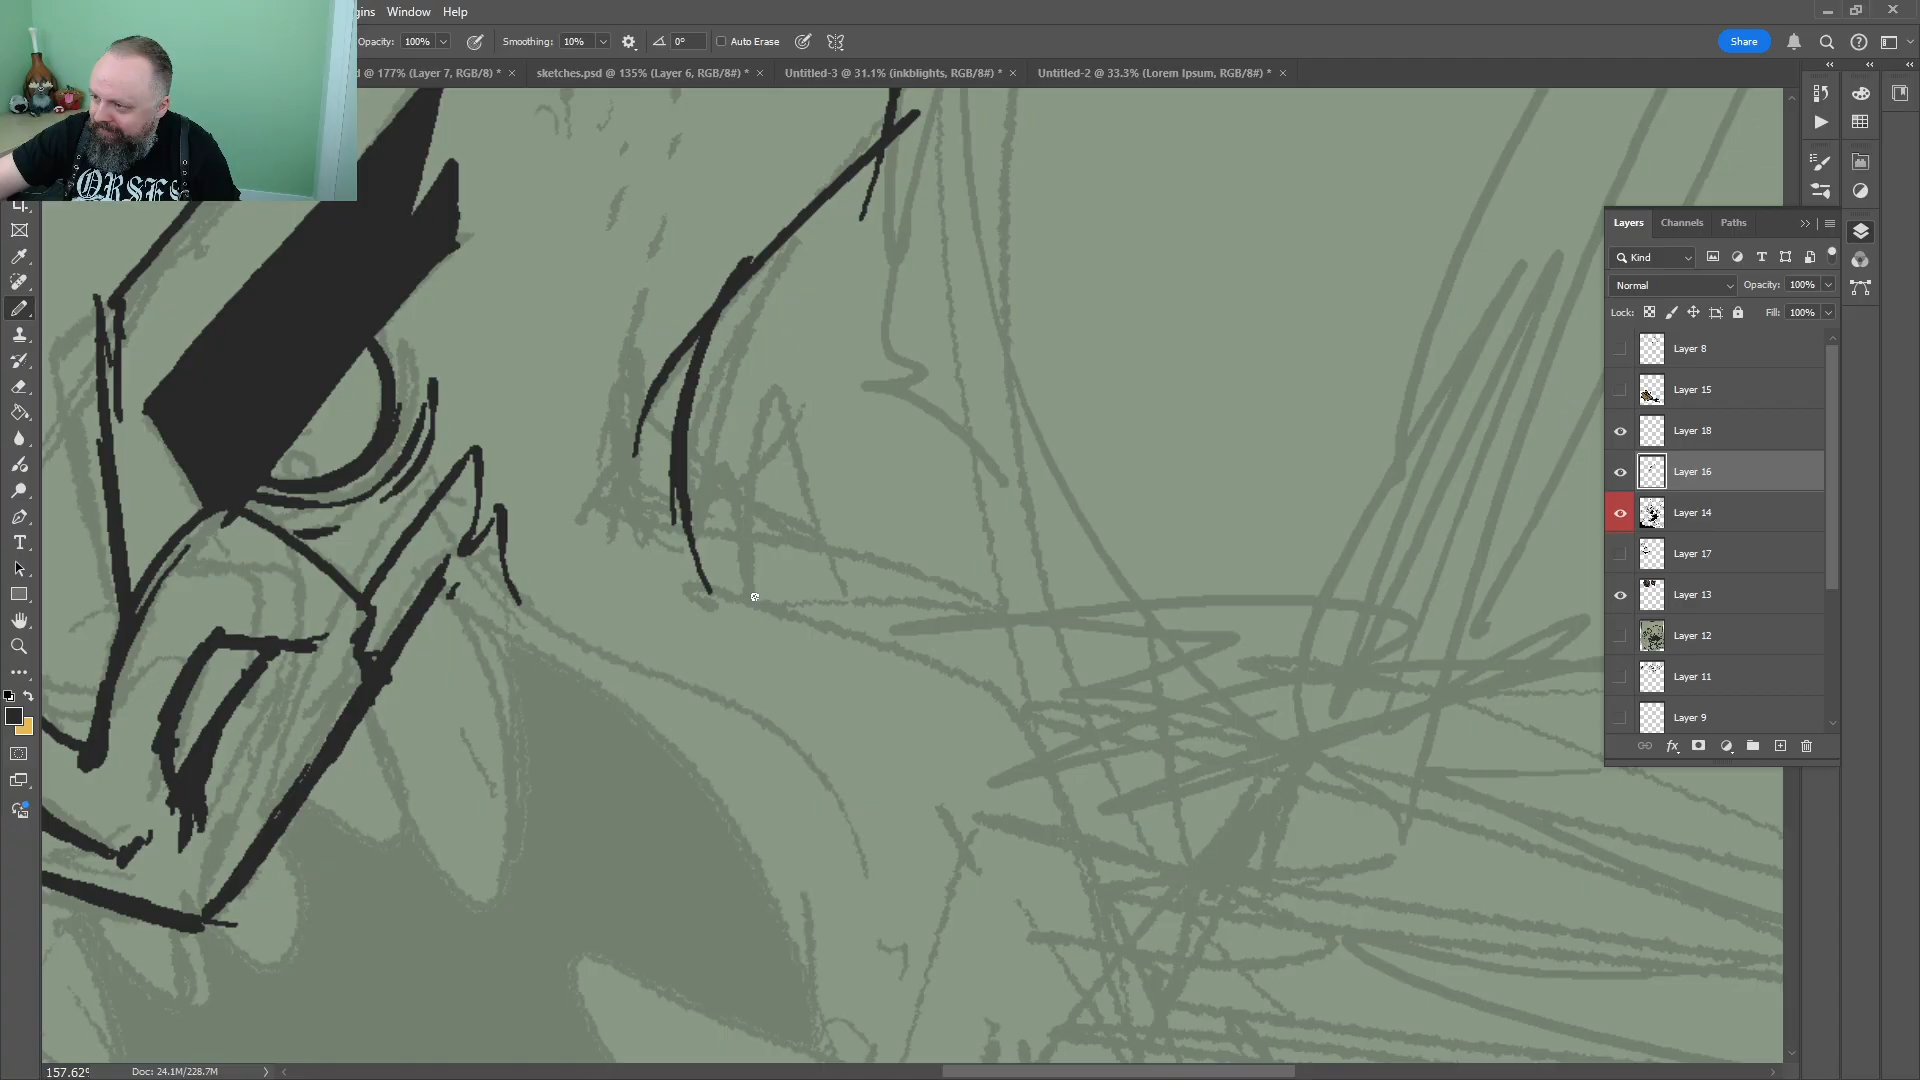 gins Window Help
Opacity: 100% Smoothing: 10% 0° Auto Erase Share
d @ 177% (Layer 7, RGB/8) * × sketches.psd @ 135% (Layer 6, RGB/8#) * × Untitled-3 @ 31.1% (inkblights, RGB/8#) * × Untitled-2 @ 33.3% (Lorem Ipsum, RGB/8#) * ×
Layers Channels Paths
Kind
Normal Opacity: 100%
Lock: Fill: 100%
Layer 8
Layer 15
Layer 18
Layer 16
Layer 14
Layer 17
Layer 13
Layer 12
Layer 11
Layer 9
fx
157.62% Doc: 24.1M/228.7M